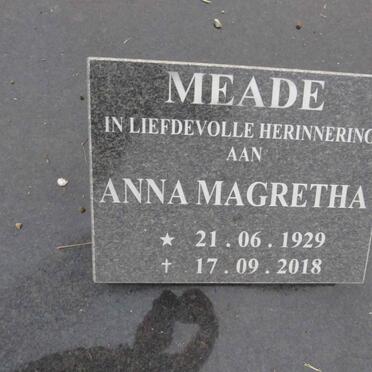 MEADE
IN LIEFDEVOLLE HERINNERING
AAN
ANNA MAGRETHA
★ 21 . 06 . 1929
✝ 17 . 09 . 2018